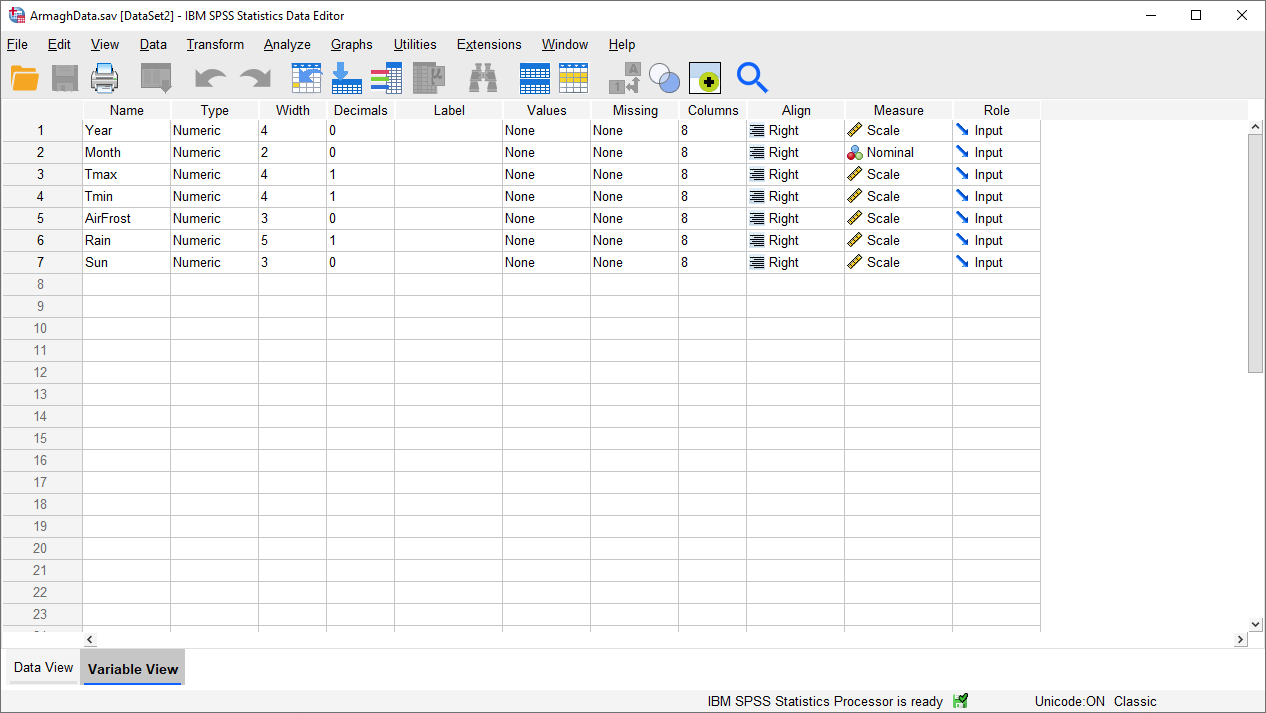 ArmaghData.sav [DataSet2] - IBM SPSS Statistics Data Editor
File Edit View Data Transform Analyze Graphs Utilities Extensions Window Help
Name Type Width Decimals Label Values Missing Columns Align Measure Role
1 Year Numeric 4 0 None None 8 Right Scale Input
2 Month Numeric 2 0 None None 8 Right Nominal Input
3 Tmax Numeric 4 1 None None 8 Right Scale Input
4 Tmin Numeric 4 1 None None 8 Right Scale Input
5 AirFrost Numeric 3 0 None None 8 Right Scale Input
6 Rain Numeric 5 1 None None 8 Right Scale Input
7 Sun Numeric 3 0 None None 8 Right Scale Input
8
9
10
11
12
13
14
15
16
17
18
19
20
21
22
23
Data View Variable View
IBM SPSS Statistics Processor is ready Unicode:ON Classic